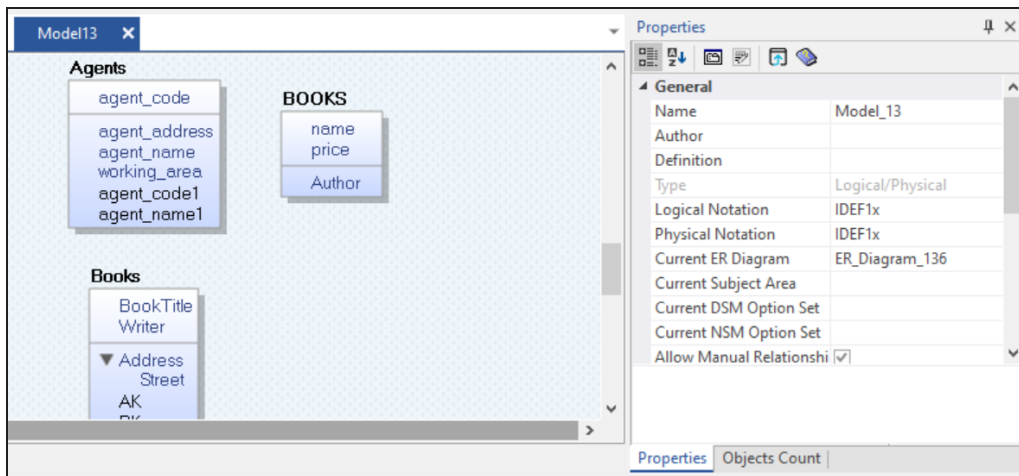 Model13
Agents
agent_code
agent_address
agent_name
working_area
agent_code1
agent_name1
BOOKS
name
price
Author
Books
BookTitle
Writer
Address
Street
AK
Properties
General
Name Model_13
Author
Definition
Type Logical/Physical
Logical Notation IDEF1x
Physical Notation IDEF1x
Current ER Diagram ER_Diagram_136
Current Subject Area
Current DSM Option Set
Current NSM Option Set
Allow Manual Relationshi
Properties Objects Count